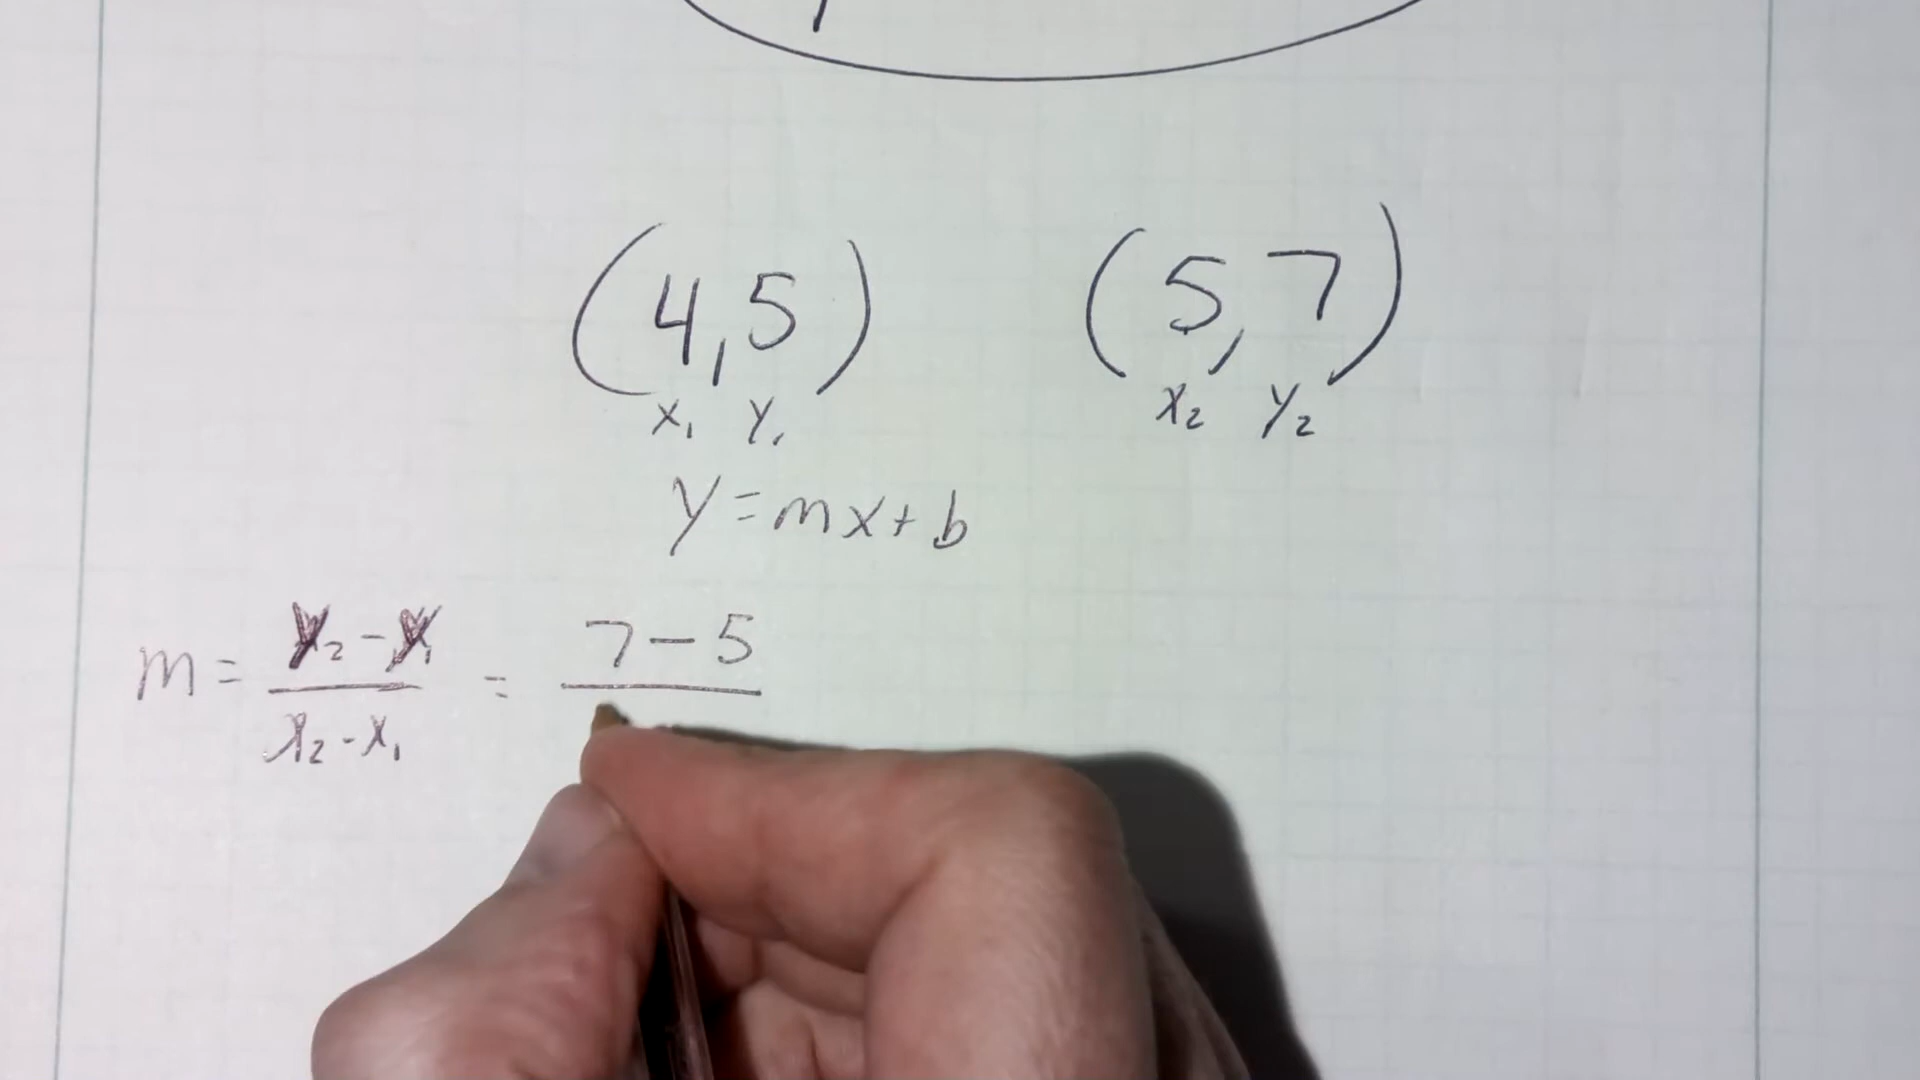 (4,5) (5,7)
x₁ y₁ x₂ y₂
y=mx+b
m = y₂-y₁ / x₂-x₁ = 7-5